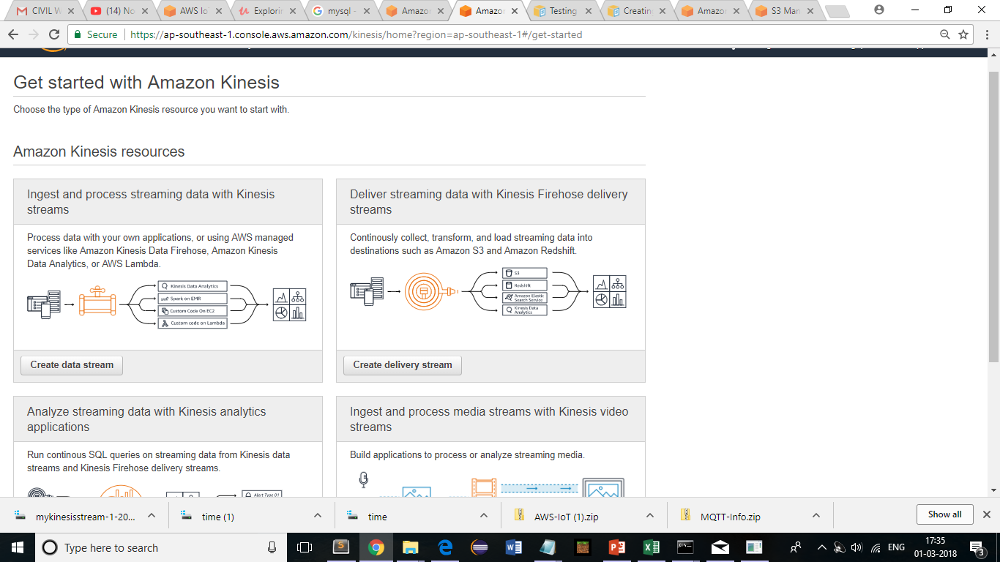 CIVIL W
(14) No
AWS Io
Explorin
mysql -
Amazo
Amazo
Testing
Creatin
Amazor
S3 Man
Secure
https://ap-southeast-1.console.aws.amazon.com/kinesis/home?region=ap-southeast-1#/get-started
Get started with Amazon Kinesis
Choose the type of Amazon Kinesis resource you want to start with.
Amazon Kinesis resources
Ingest and process streaming data with Kinesis
streams
Process data with your own applications, or using AWS managed
services like Amazon Kinesis Data Firehose, Amazon Kinesis
Data Analytics, or AWS Lambda.
Kinesis Data Analytics
Spark on EMR
Custom Code On EC2
Custom code on Lambda
Create data stream
Deliver streaming data with Kinesis Firehose delivery
streams
Continously collect, transform, and load streaming data into
destinations such as Amazon S3 and Amazon Redshift.
S3
Redshift
Amazon Elastic
Search Service
Kinesis Data
Analytics
Create delivery stream
Analyze streaming data with Kinesis analytics
applications
Run continous SQL queries on streaming data from Kinesis data
streams and Kinesis Firehose delivery streams.
Alert Type 01
Ingest and process media streams with Kinesis video
streams
Build applications to process or analyze streaming media.
mykinesisstream-1-20...
time (1)
time
AWS-IoT (1).zip
MQTT-Info.zip
Show all
Type here to search
ENG
17:35
01-03-2018
3